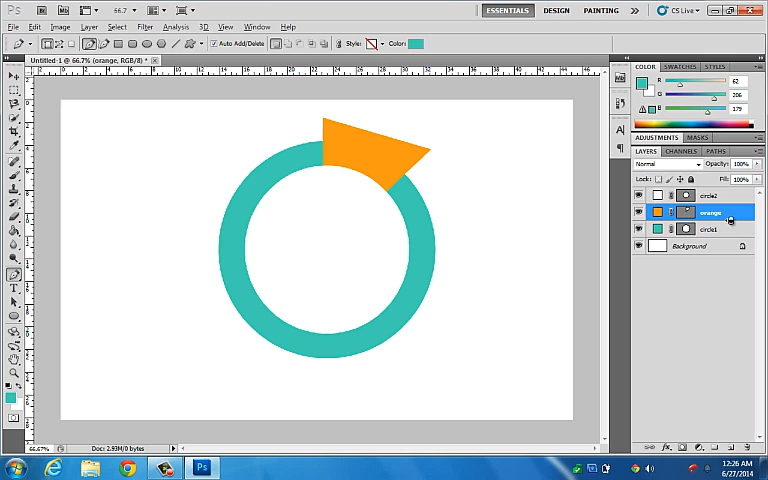 Ps Br Mb 66.7 ESSENTIALS DESIGN PAINTING >> CS Live
File Edit Image Layer Select Filter Analysis 3D View Window Help
Auto Add/Delete Style: Color:
Untitled-1 @ 66.7% (orange, RGB/8) * ×
COLOR SWATCHES STYLES
R 62
G 206
B 179
ADJUSTMENTS MASKS
LAYERS CHANNELS PATHS
Normal Opacity: 100%
Lock: Fill: 100%
circle2
orange
circle1
Background
66.67% Doc: 2.93M/0 bytes
12:26 AM
6/27/2014